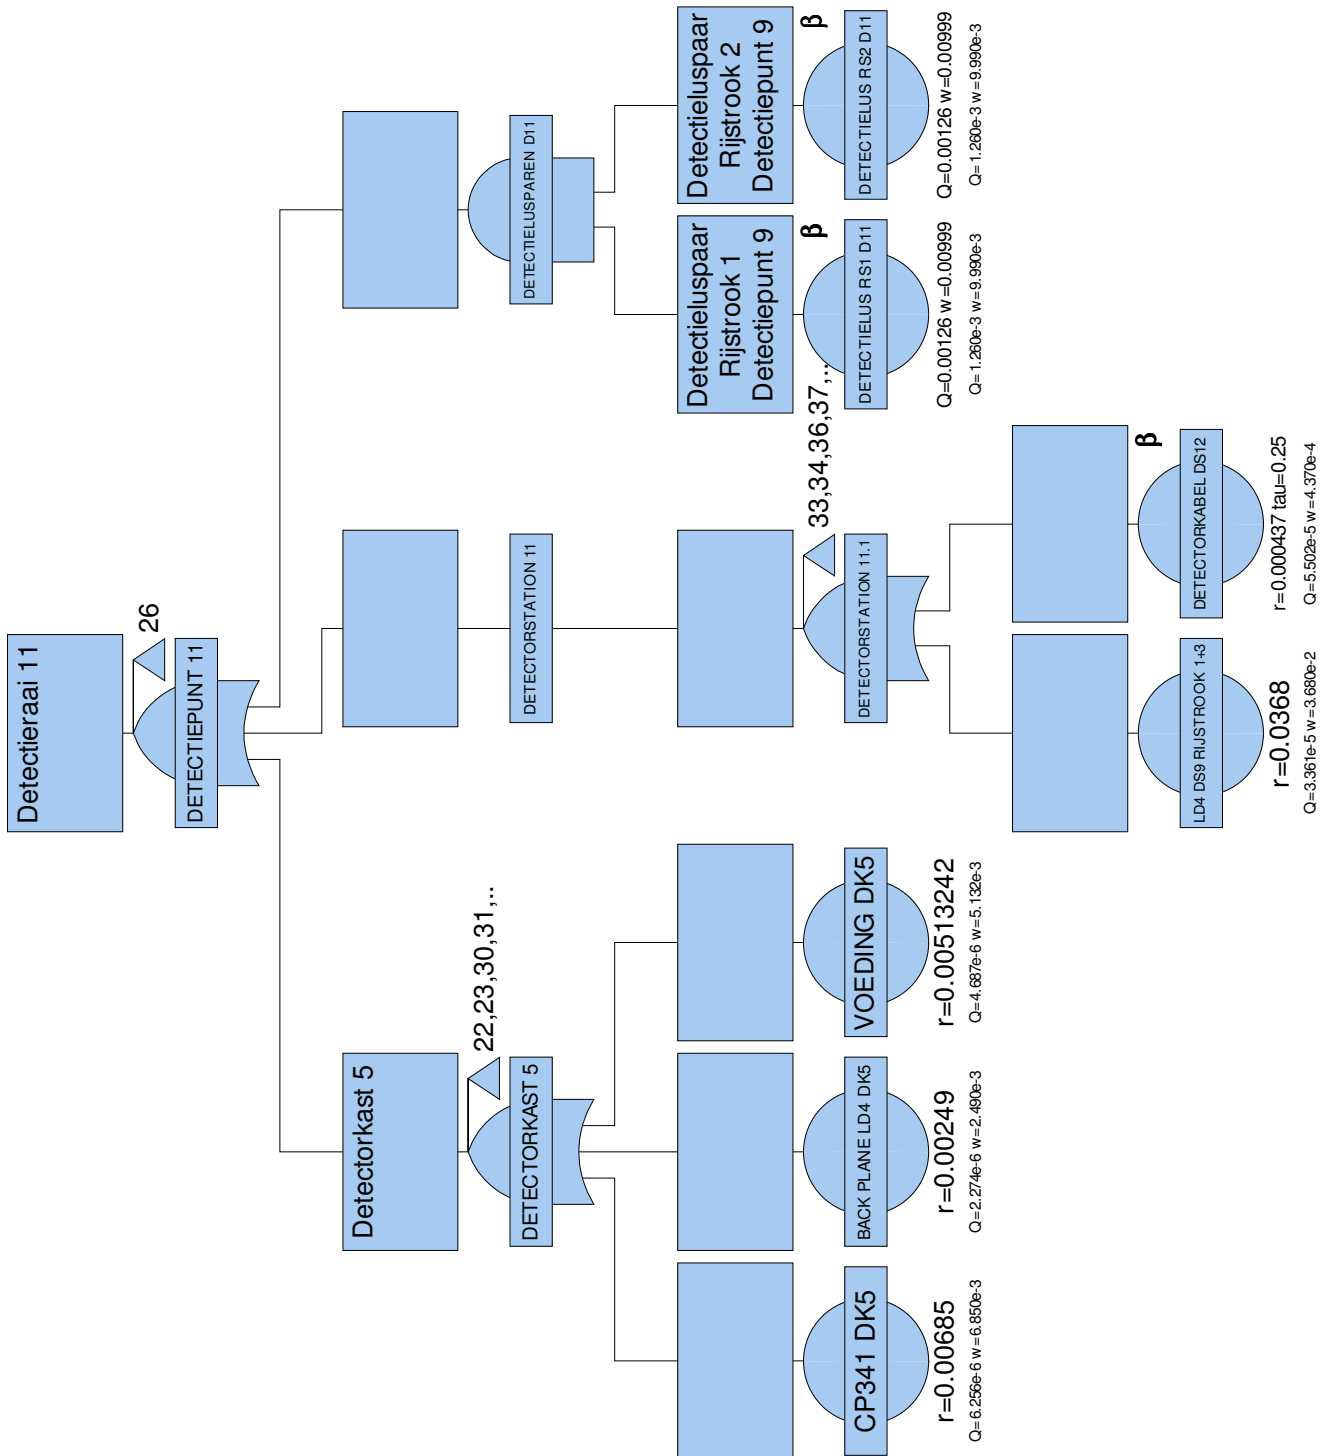 Detectieraai 11
26
DETECTIEPUNT 11
Detectorkast 5
22,23,30,31,..
DETECTORKAST 5
DETECTORSTATION 11
DETECTIELUSPAREN D11
CP341 DK5
r=0.00685
Q=6.256e-6 w=6.850e-3
BACK PLANE LD4 DK5
r=0.00249
Q=2.274e-6 w=2.490e-3
VOEDING DK5
r=0.00513242
Q=4.687e-6 w=5.132e-3
33,34,36,37,..
DETECTORSTATION 11.1
Detectieluspaar
Rijstrook 1
Detectiepunt 9
β
DETECTIELUS RS1 D11
Q=0.00126 w=0.00999
Q=1.260e-3 w=9.990e-3
Detectieluspaar
Rijstrook 2
Detectiepunt 9
β
DETECTIELUS RS2 D11
Q=0.00126 w=0.00999
Q=1.260e-3 w=9.990e-3
LD4 DS9 RIJSTROOK 1+3
r=0.0368
Q=3.361e-5 w=3.680e-2
β
DETECTORKABEL DS12
r=0.000437 tau=0.25
Q=5.502e-5 w=4.370e-4